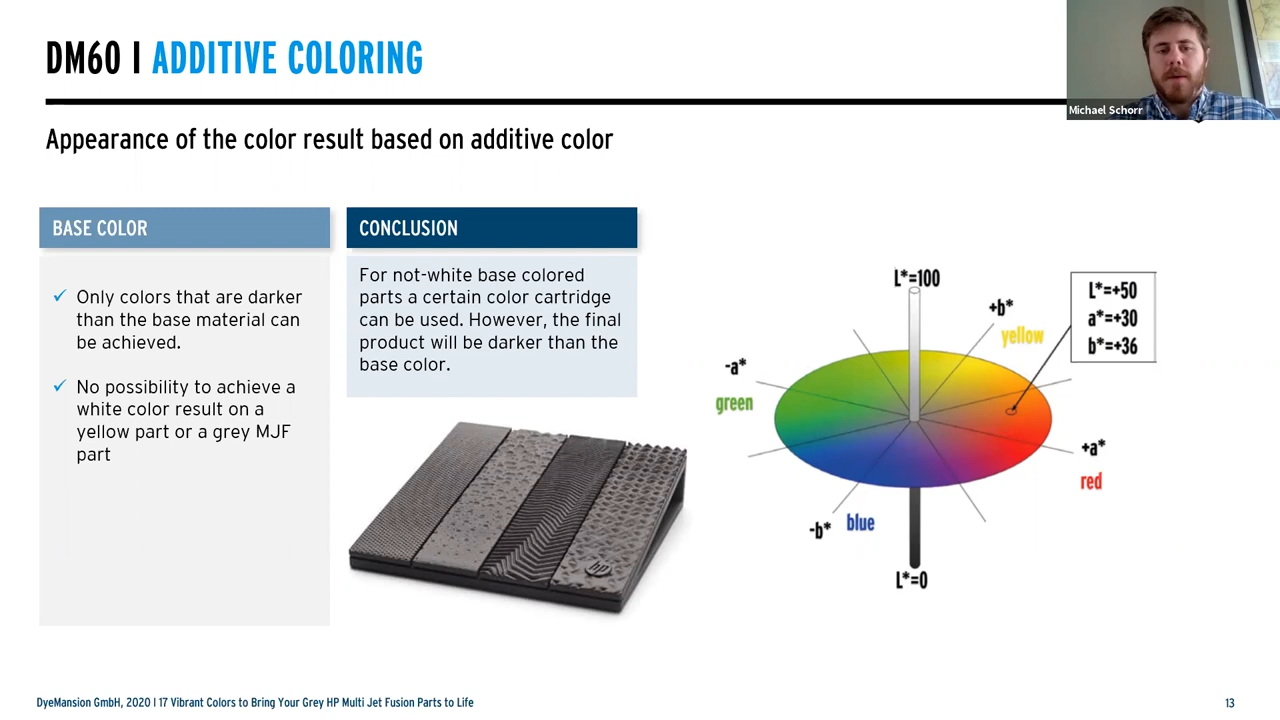 DM60 I ADDITIVE COLORING
Michael Schorr
Appearance of the color result based on additive color
BASE COLOR
✓ Only colors that are darker
than the base material can
be achieved.
✓ No possibility to achieve a
white color result on a
yellow part or a grey MJF
part
CONCLUSION
For not-white base colored
parts a certain color cartridge
can be used. However, the final
product will be darker than the
base color.
hp
L*=100
+b*
yellow
L*=+50
a*=+30
b*=+36
-a*
green
+a*
red
-b* blue
L*=0
DyeMansion GmbH, 2020 I 17 Vibrant Colors to Bring Your Grey HP Multi Jet Fusion Parts to Life
13